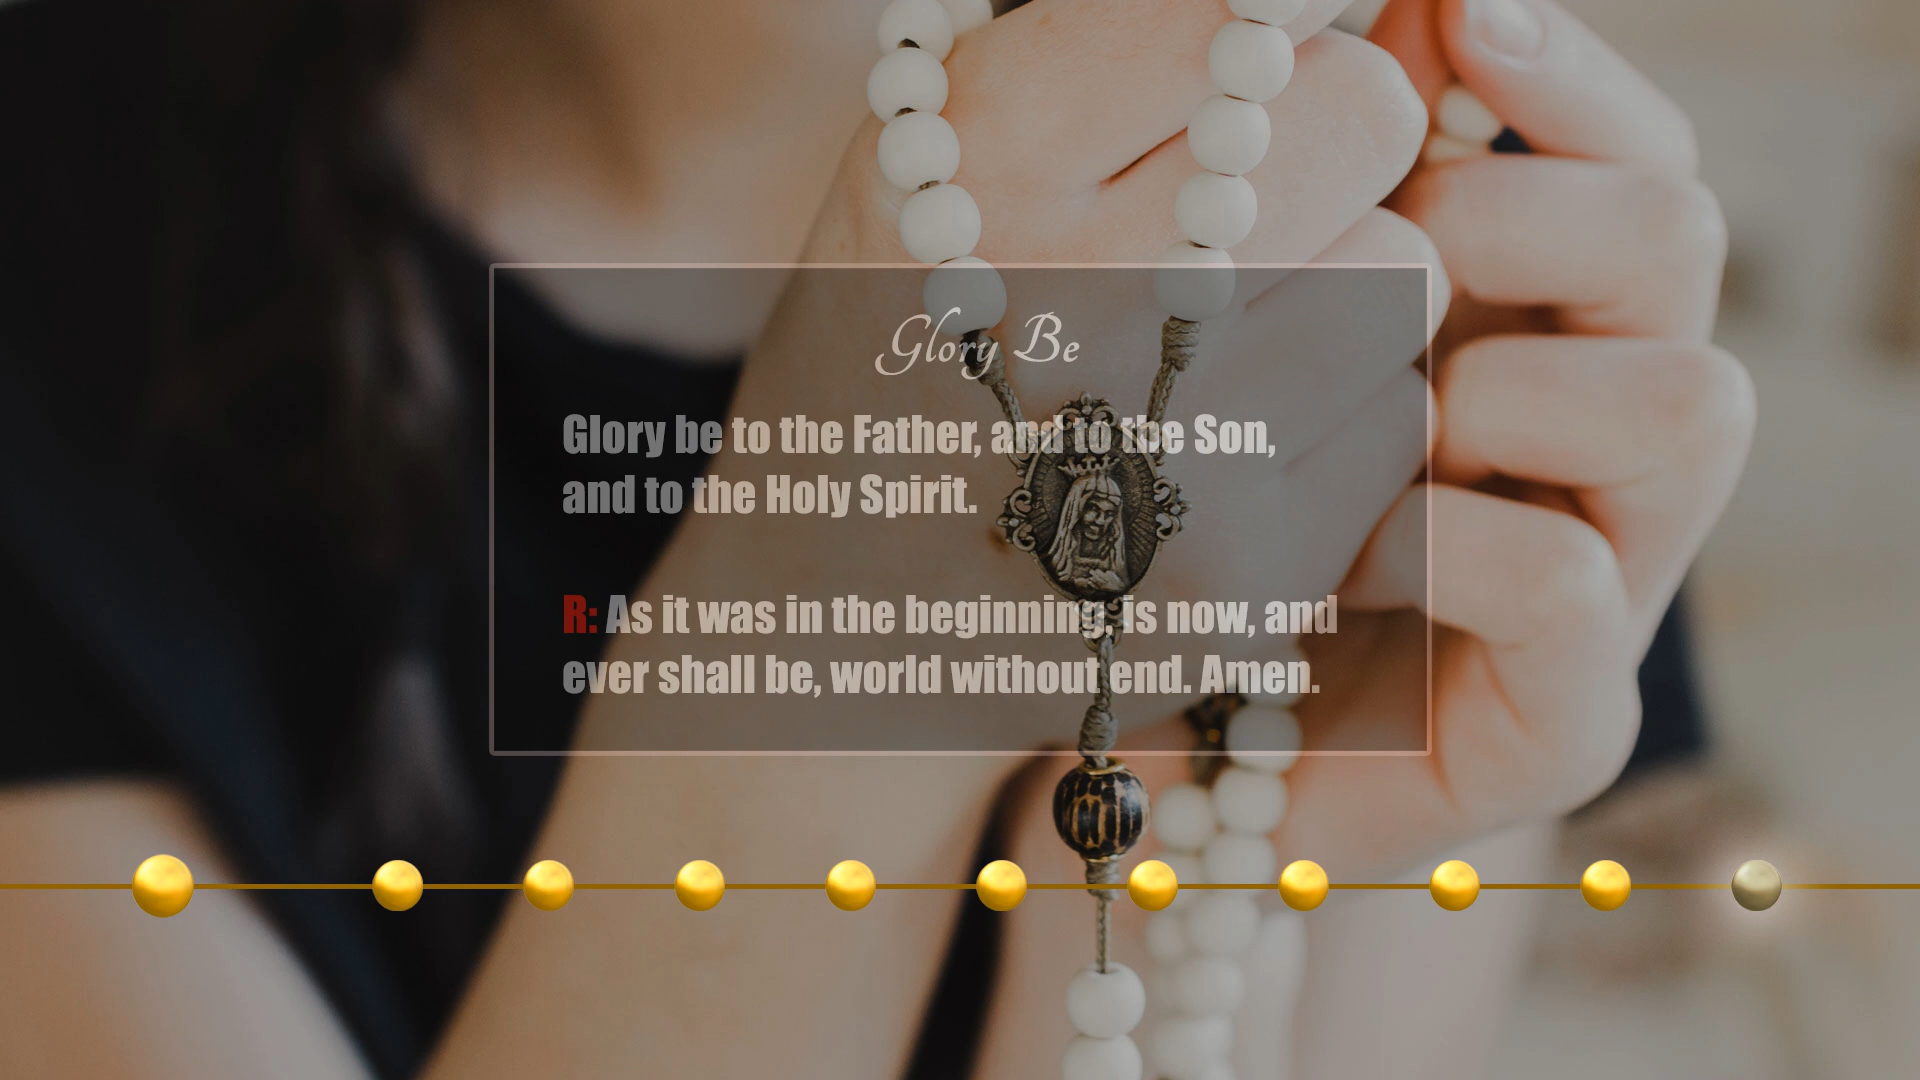 Glory Be
Glory be to the Father, and to the Son,
and to the Holy Spirit.
R: As it was in the beginning, is now, and
ever shall be, world without end. Amen.